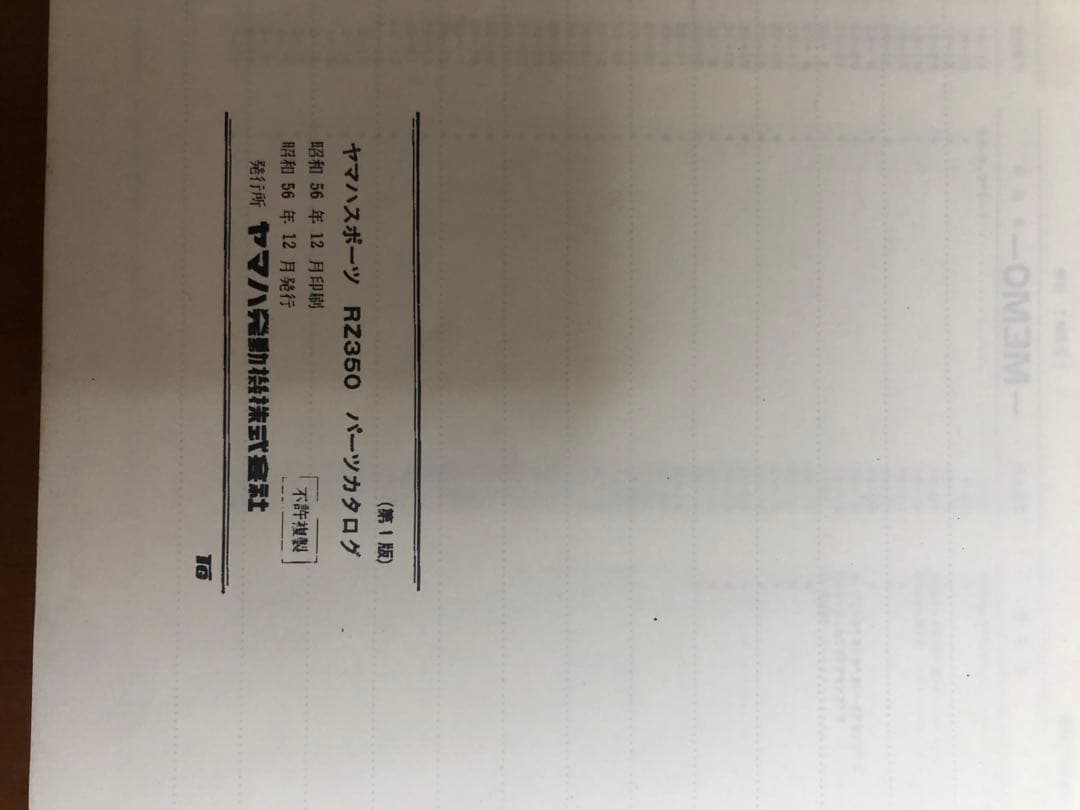 (第1版)
ヤマハスポーツ RZ350 パーツカタログ
昭和 56 年 12 月印刷
昭和 56 年 12 月発行
不許複製
発行所 ヤマハ発動機株式会社
TG
— MEMO —